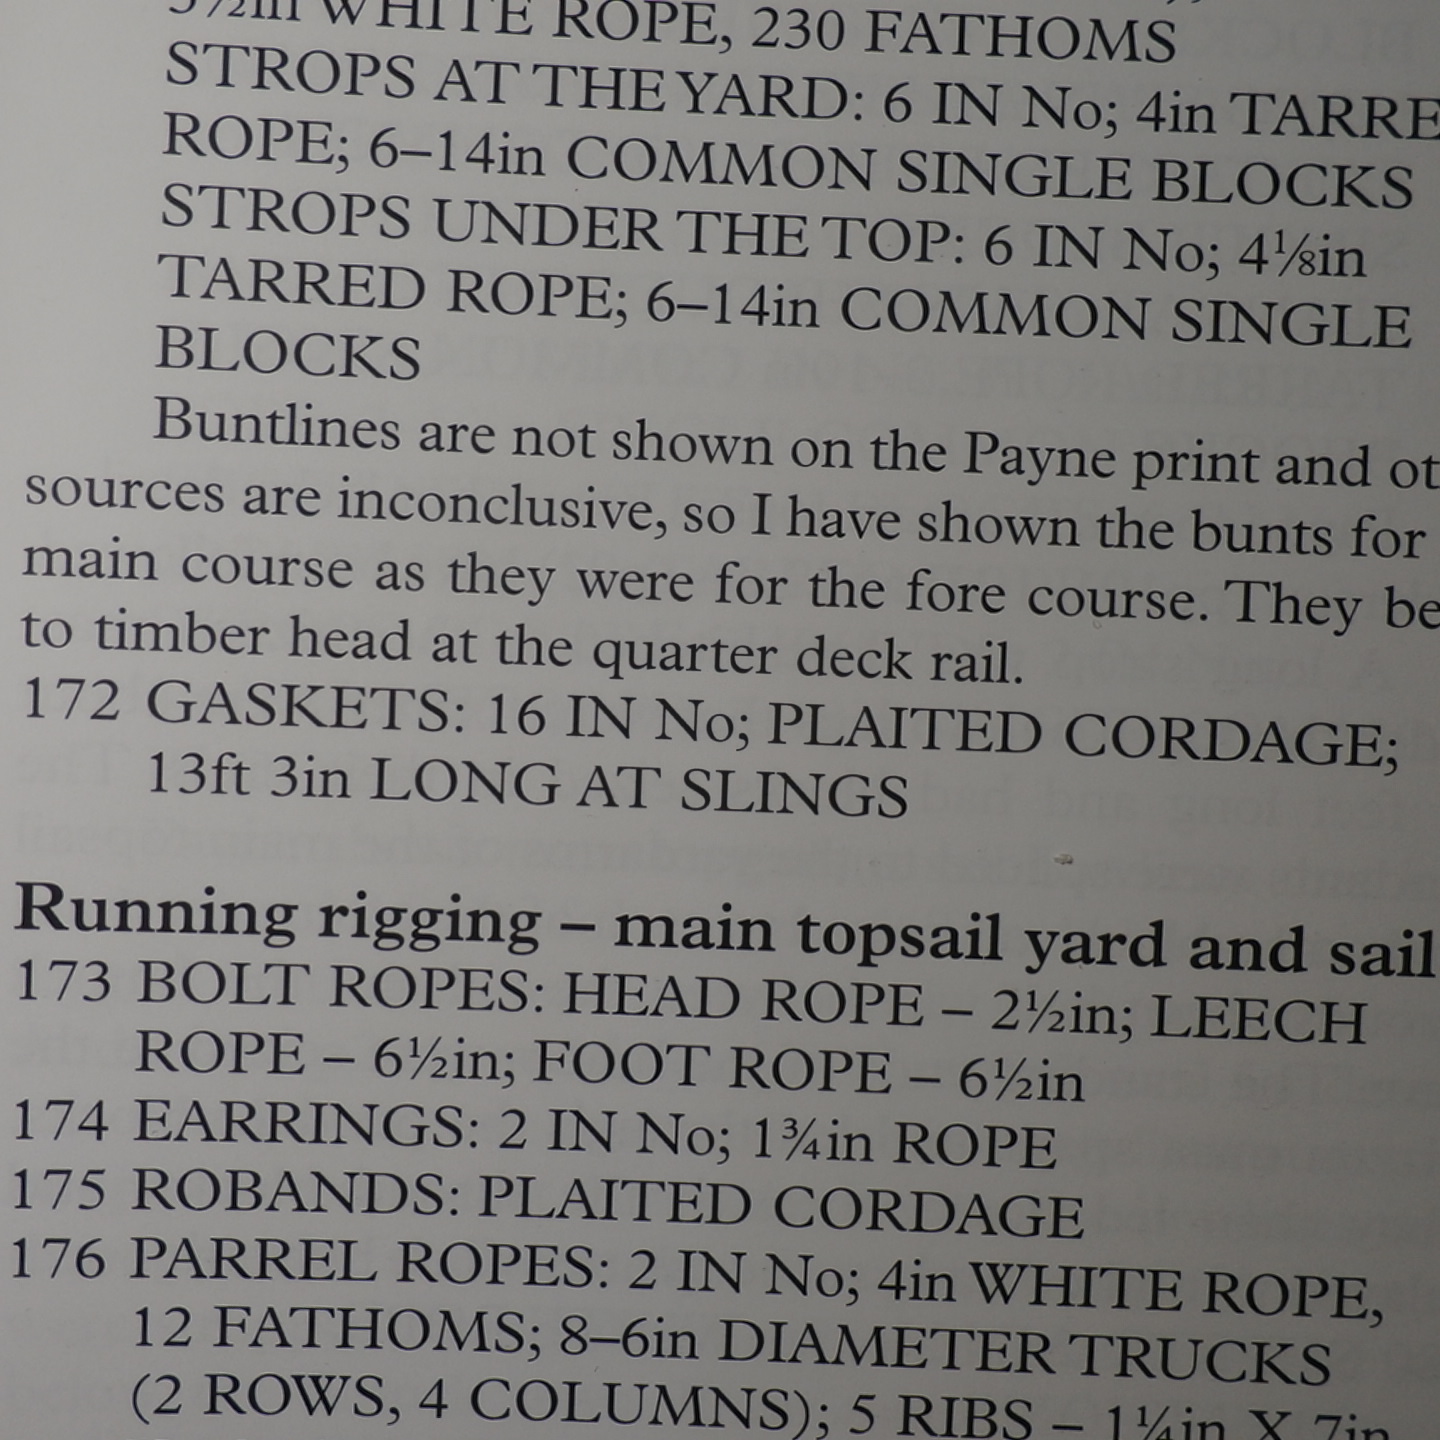 WHITE ROPE, 230 FATHOMS
STROPS AT THE YARD: 6 IN No; 4in TARRE
ROPE; 6–14in COMMON SINGLE BLOCKS
STROPS UNDER THE TOP: 6 IN No; 4⅛in
TARRED ROPE; 6–14in COMMON SINGLE
BLOCKS
Buntlines are not shown on the Payne print and ot
sources are inconclusive, so I have shown the bunts for
main course as they were for the fore course. They be
to timber head at the quarter deck rail.
172 GASKETS: 16 IN No; PLAITED CORDAGE;
13ft 3in LONG AT SLINGS
Running rigging – main topsail yard and sail
173 BOLT ROPES: HEAD ROPE – 2½in; LEECH
ROPE – 6½in; FOOT ROPE – 6½in
174 EARRINGS: 2 IN No; 1¾in ROPE
175 ROBANDS: PLAITED CORDAGE
176 PARREL ROPES: 2 IN No; 4in WHITE ROPE,
12 FATHOMS; 8–6in DIAMETER TRUCKS
(2 ROWS, 4 COLUMNS); 5 RIBS – 1¼in X 7in